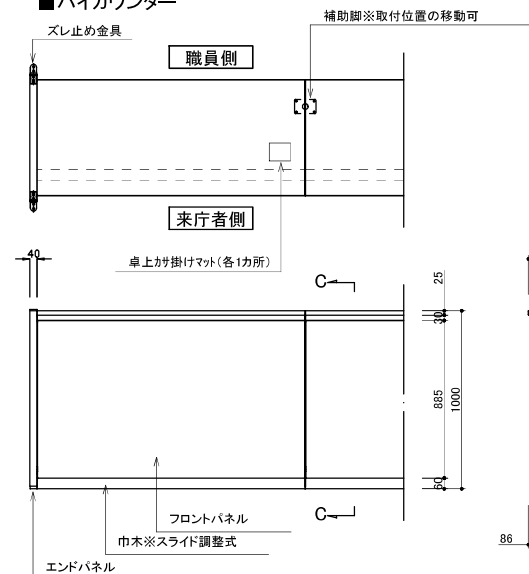 ■ハイカウンター
補助脚※取付位置の移動可
ズレ止め金具
職員側
来庁者側
卓上カサ掛けマット(各1カ所)
40
C
25
30
885
1000
60
フロントパネル
C
巾木※スライド調整式
86
エンドパネル